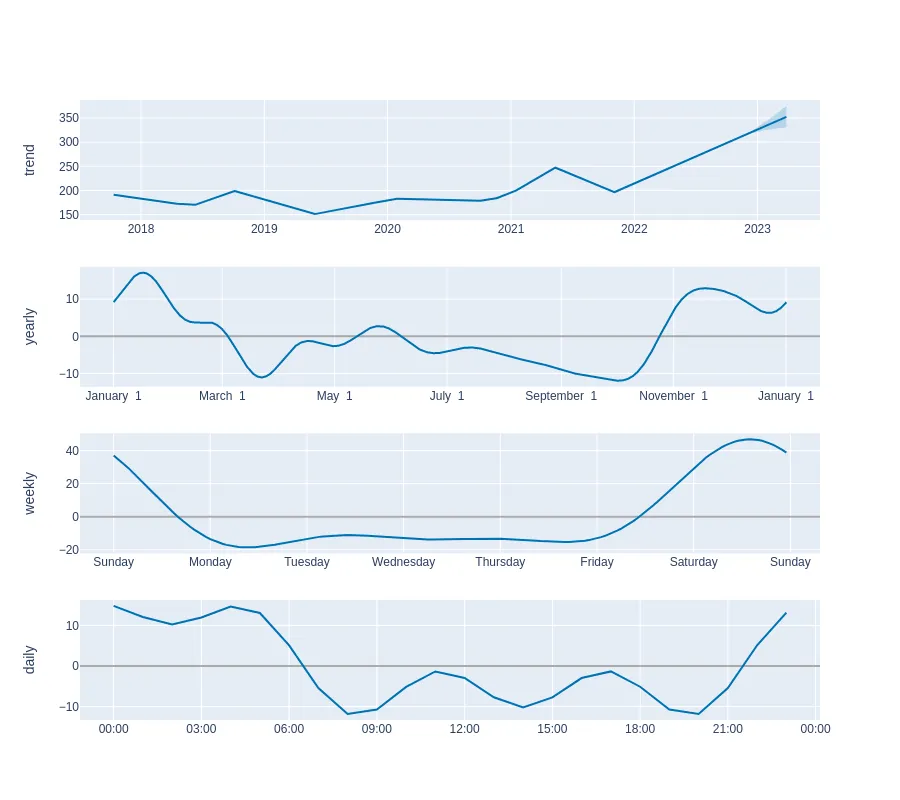 trend
350
300
250
200
150
2018 2019 2020 2021 2022 2023
yearly
10
0
−10
January 1 March 1 May 1 July 1 September 1 November 1 January 1
weekly
40
20
0
−20
Sunday Monday Tuesday Wednesday Thursday Friday Saturday Sunday
daily
10
0
−10
00:00 03:00 06:00 09:00 12:00 15:00 18:00 21:00 00:00